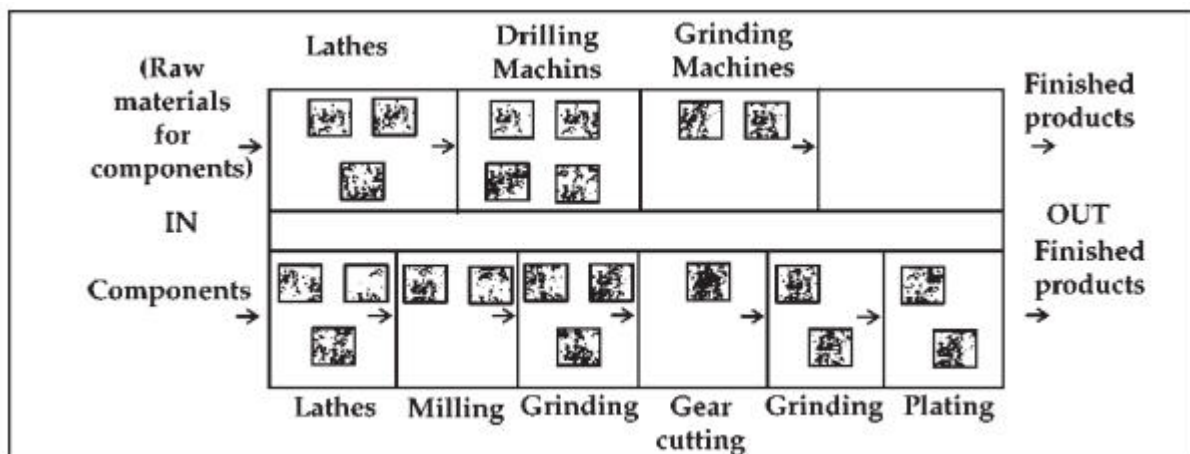 Lathes
Drilling
Machins
Grinding
Machines
(Raw
materials
for
components)
Finished
products
IN
OUT
Components
Finished
products
Lathes
Milling
Grinding
Gear
cutting
Grinding
Plating